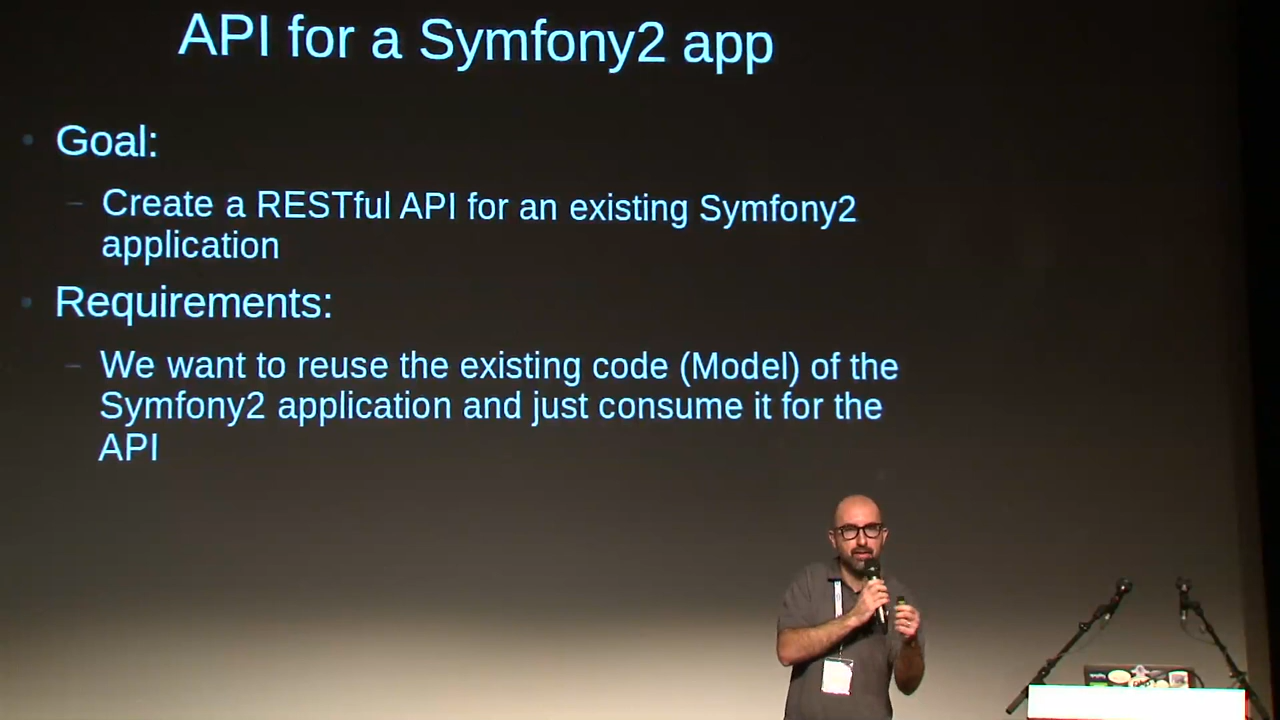 API for a Symfony2 app
Goal:
Create a RESTful API for an existing Symfony2
application
Requirements:
We want to reuse the existing code (Model) of the
Symfony2 application and just consume it for the
API